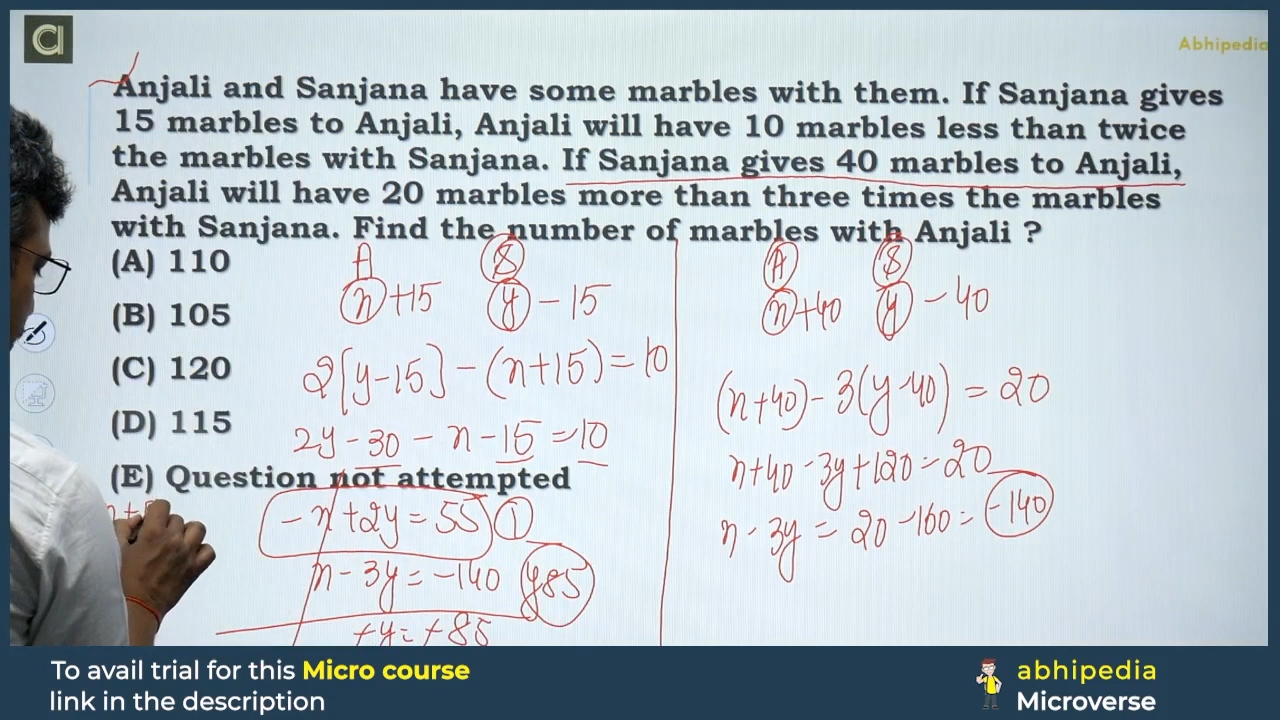 a
Abhipedia
Anjali and Sanjana have some marbles with them. If Sanjana gives
15 marbles to Anjali, Anjali will have 10 marbles less than twice
the marbles with Sanjana. If Sanjana gives 40 marbles to Anjali,
Anjali will have 20 marbles more than three times the marbles
with Sanjana. Find the number of marbles with Anjali ?
(A) 110
(B) 105
(C) 120
(D) 115
(E) Question not attempted
A S
x+15 y-15
2[y-15] - (x+15) = 10
2y-30 - x-15 = 10
-x+2y = 55 1
x-3y = -140 y 85
+y = +85
A S
x+40 y-40
(x+40) - 3(y-40) = 20
x+40-3y+120 = 20
x-3y = 20-160 = -140
To avail trial for this Micro course
link in the description
abhipedia
Microverse